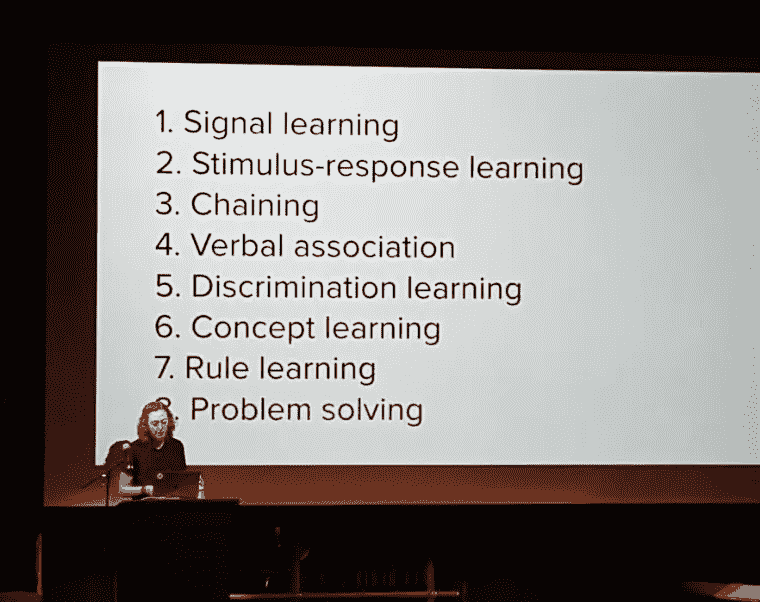 1. Signal learning
2. Stimulus-response learning
3. Chaining
4. Verbal association
5. Discrimination learning
6. Concept learning
7. Rule learning
8. Problem solving